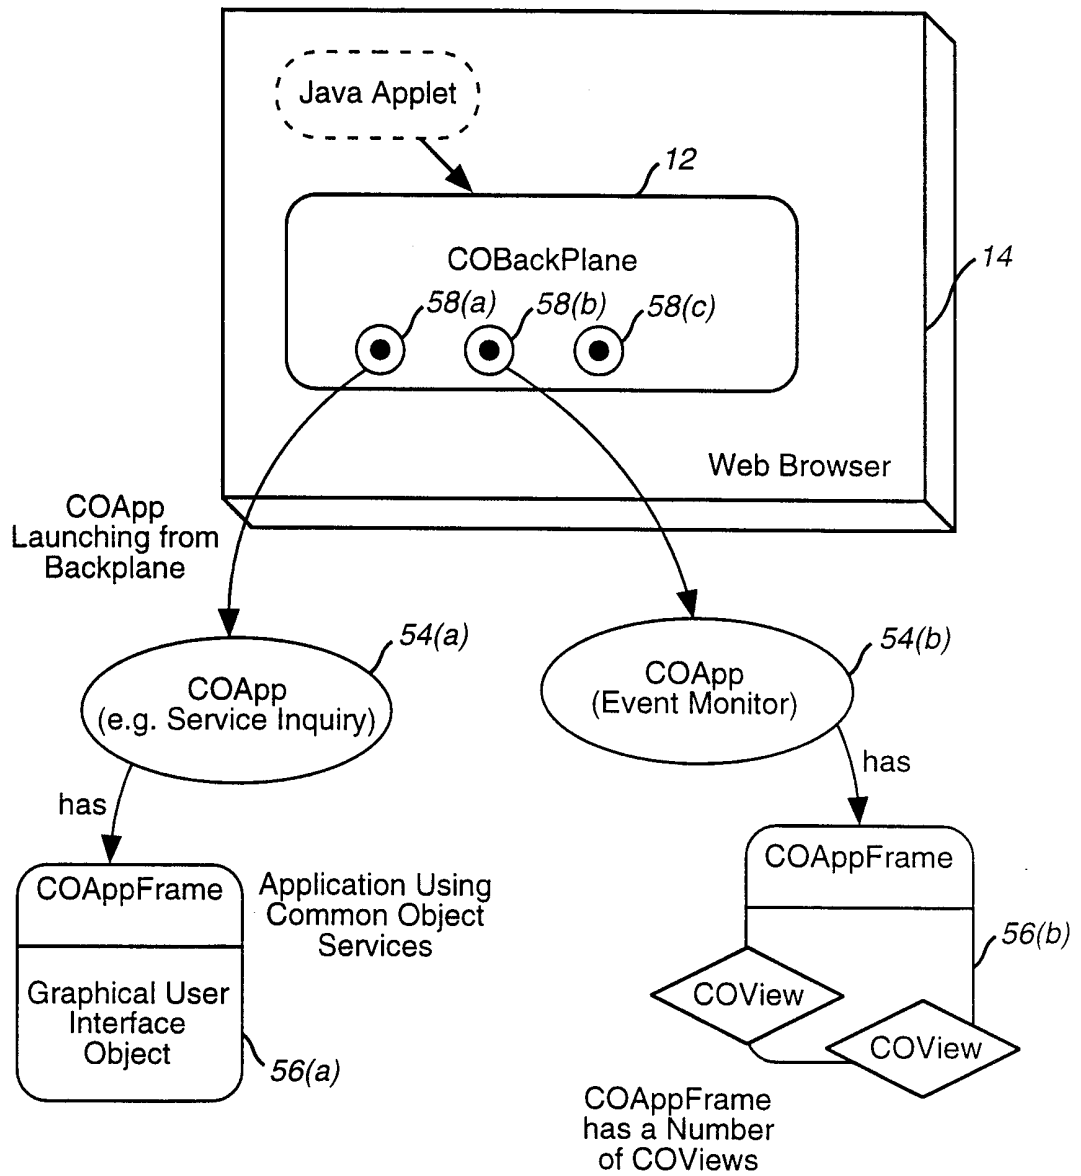 Java Applet
12
COBackPlane
14
58(a)
58(b)
58(c)
Web Browser
COApp
Launching from
Backplane
54(a)
54(b)
COApp
(e.g. Service Inquiry)
COApp
(Event Monitor)
has
has
COAppFrame
Application Using
Common Object
Services
COAppFrame
56(b)
Graphical User
Interface
Object
COView
COView
56(a)
COAppFrame
has a Number
of COViews